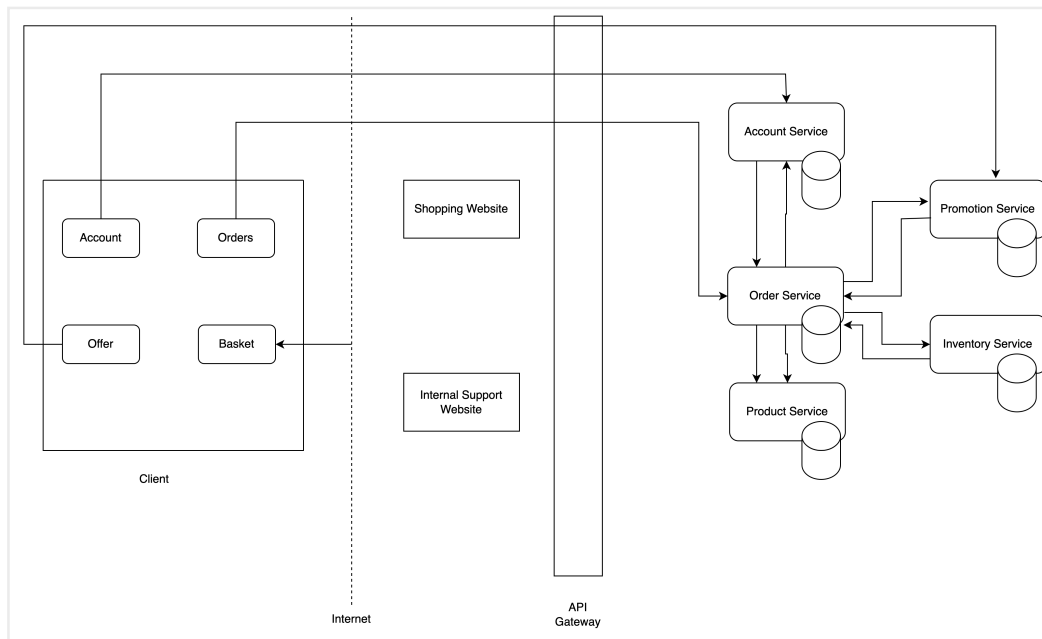 Account Service
Shopping Website
Promotion Service
Account
Orders
Order Service
Offer
Basket
Inventory Service
Internal Support
Website
Product Service
Client
Internet
API
Gateway